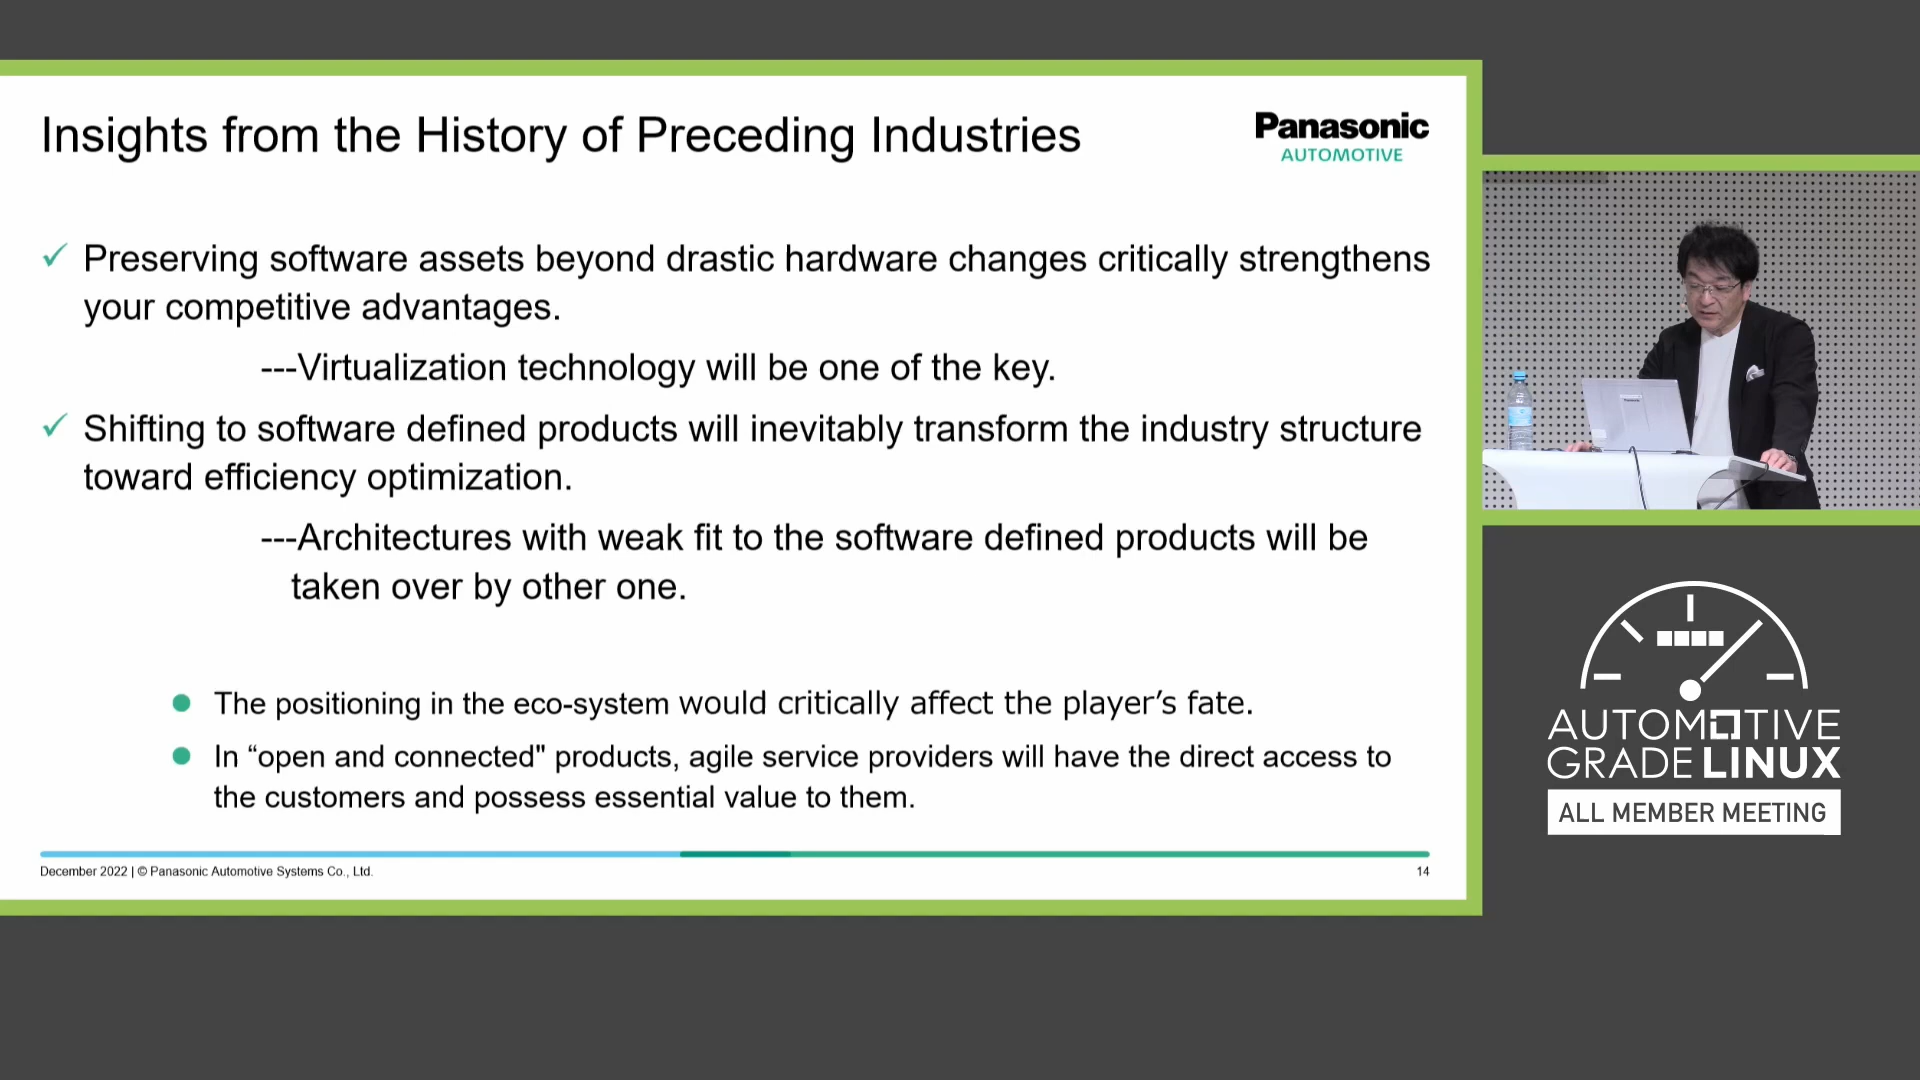 Insights from the History of Preceding Industries
Panasonic
AUTOMOTIVE
Preserving software assets beyond drastic hardware changes critically strengthens
your competitive advantages.
---Virtualization technology will be one of the key.
Shifting to software defined products will inevitably transform the industry structure
toward efficiency optimization.
---Architectures with weak fit to the software defined products will be
taken over by other one.
The positioning in the eco-system would critically affect the player’s fate.
In “open and connected" products, agile service providers will have the direct access to
the customers and possess essential value to them.
December 2022 | © Panasonic Automotive Systems Co., Ltd.
14
AUTOMOTIVE
GRADE LINUX
ALL MEMBER MEETING